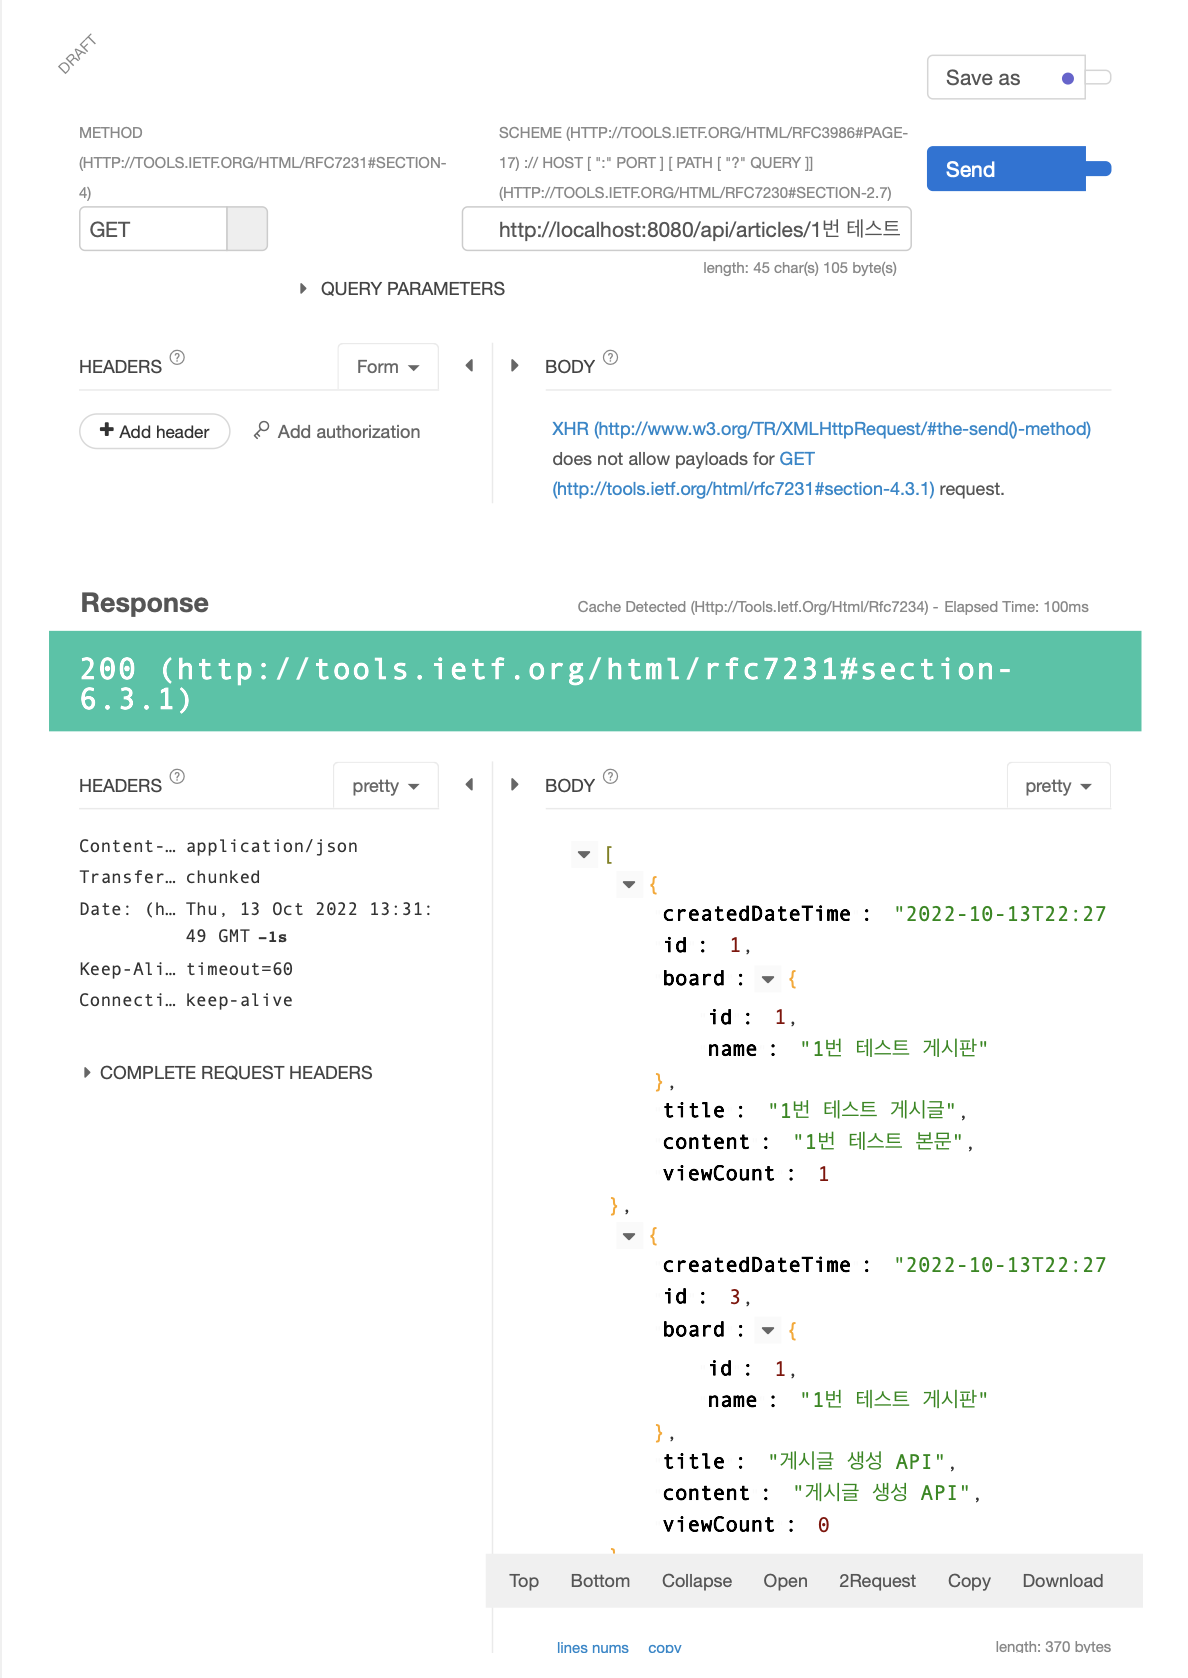 DRAFT
Save as
METHOD
(HTTP://TOOLS.IETF.ORG/HTML/RFC7231#SECTION-
4)
SCHEME (HTTP://TOOLS.IETF.ORG/HTML/RFC3986#PAGE-
17) :// HOST [ ":" PORT ] [ PATH [ "?" QUERY ]]
(HTTP://TOOLS.IETF.ORG/HTML/RFC7230#SECTION-2.7)
Send
GET
http://localhost:8080/api/articles/1번 테스트
length: 45 char(s) 105 byte(s)
QUERY PARAMETERS
HEADERS ?
Form
BODY ?
Add header
Add authorization
XHR (http://www.w3.org/TR/XMLHttpRequest/#the-send()-method)
does not allow payloads for GET
(http://tools.ietf.org/html/rfc7231#section-4.3.1) request.
Response
Cache Detected (Http://Tools.Ietf.Org/Html/Rfc7234) - Elapsed Time: 100ms
200 (http://tools.ietf.org/html/rfc7231#section-
6.3.1)
HEADERS ?
pretty
BODY ?
pretty
Content-… application/json
Transfer… chunked
Date: (h… Thu, 13 Oct 2022 13:31:
49 GMT -1s
Keep-Ali… timeout=60
Connecti… keep-alive
COMPLETE REQUEST HEADERS
[
{
createdDateTime : "2022-10-13T22:27
id : 1,
board : {
id : 1,
name : "1번 테스트 게시판"
},
title : "1번 테스트 게시글",
content : "1번 테스트 본문",
viewCount : 1
},
{
createdDateTime : "2022-10-13T22:27
id : 3,
board : {
id : 1,
name : "1번 테스트 게시판"
},
title : "게시글 생성 API",
content : "게시글 생성 API",
viewCount : 0
}
Top Bottom Collapse Open 2Request Copy Download
lines nums copy
length: 370 bytes